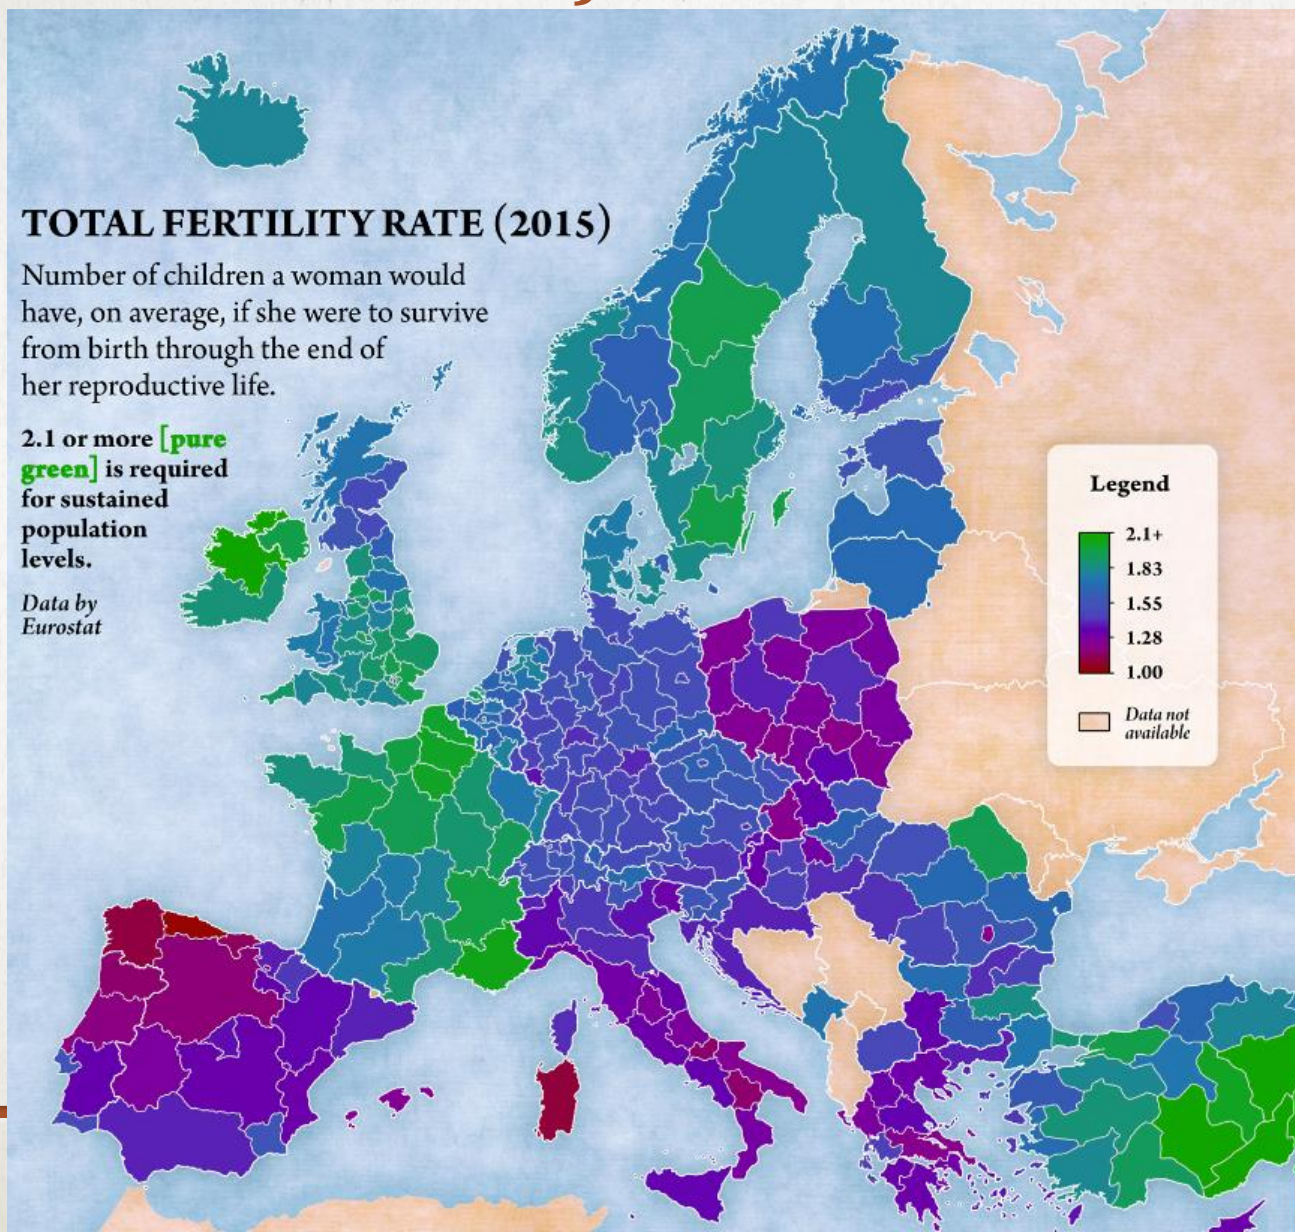 TOTAL FERTILITY RATE (2015)
Number of children a woman would
have, on average, if she were to survive
from birth through the end of
her reproductive life.
2.1 or more [pure
green] is required
for sustained
population
levels.
Data by
Eurostat
Legend
2.1+
1.83
1.55
1.28
1.00
Data not
available